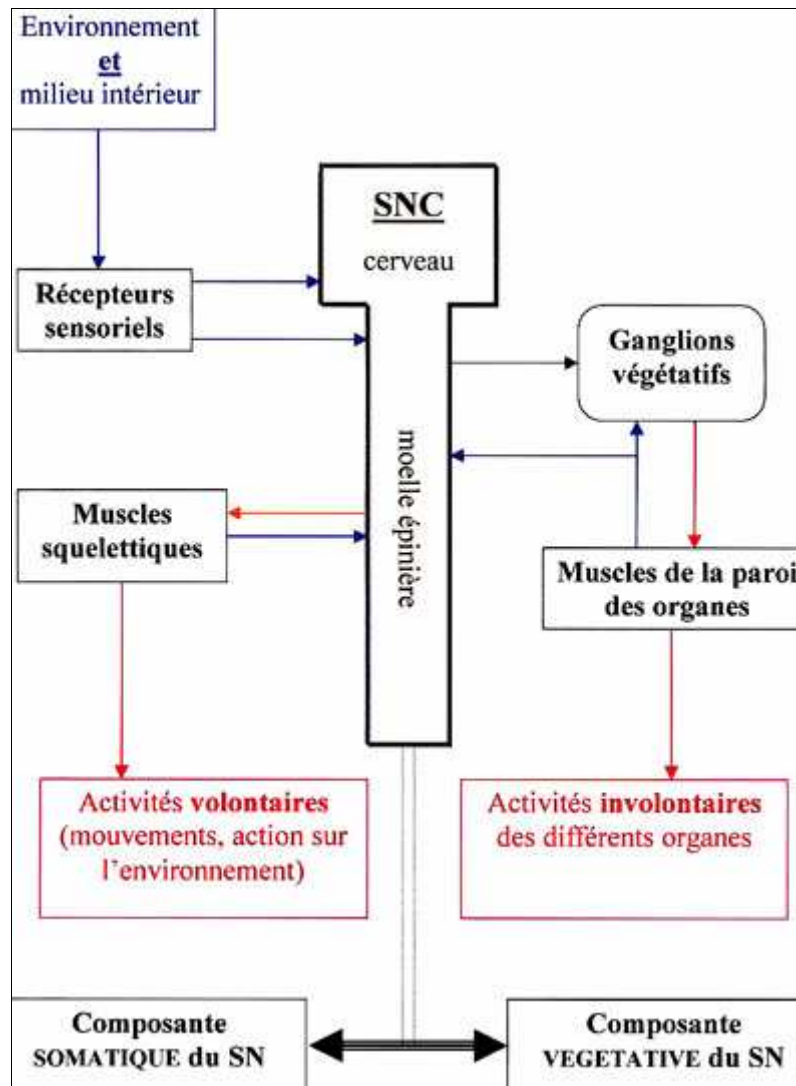 Environnement
et
milieu intérieur
SNC
cerveau
Récepteurs
sensoriels
Ganglions
végétatifs
moelle épinière
Muscles
squelettiques
Muscles de la paroi
des organes
Activités volontaires
(mouvements, action sur
l’environnement)
Activités involontaires
des différents organes
Composante
SOMATIQUE du SN
Composante
VEGETATIVE du SN